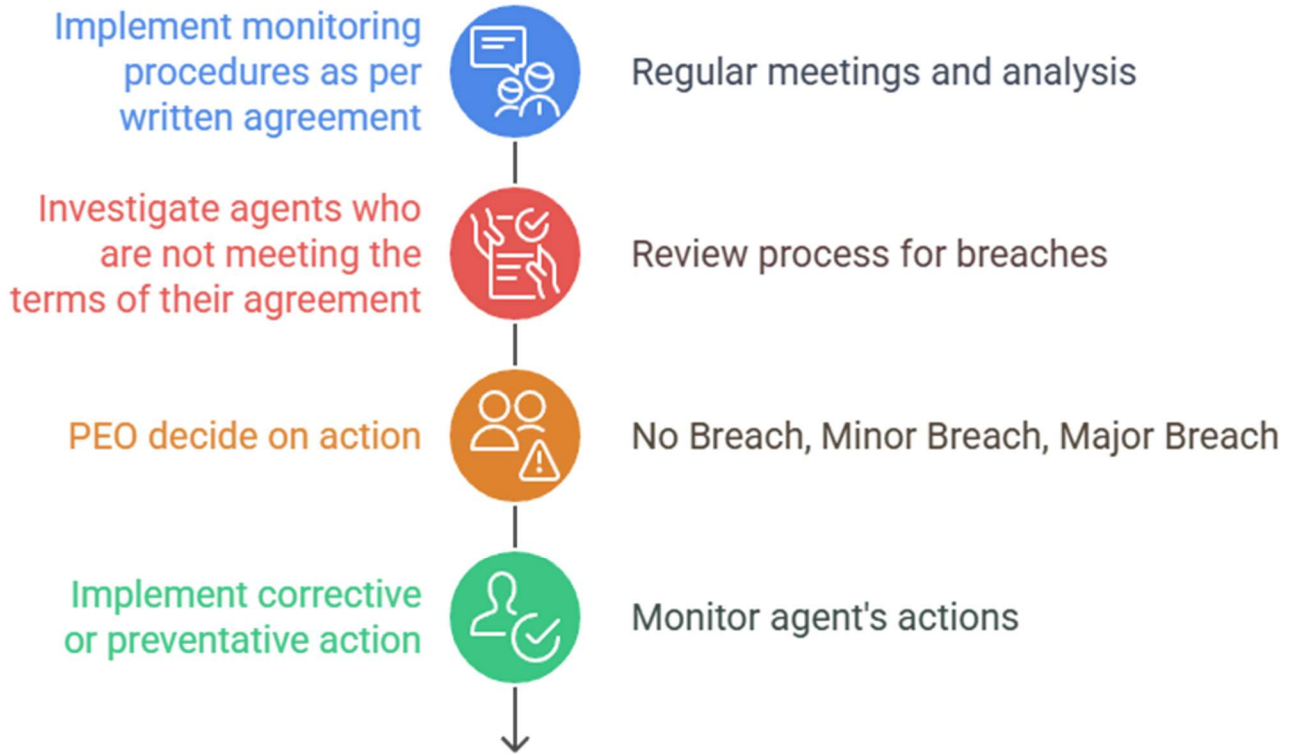 Implement monitoring
procedures as per
written agreement
Regular meetings and analysis
Investigate agents who
are not meeting the
terms of their agreement
Review process for breaches
PEO decide on action
No Breach, Minor Breach, Major Breach
Implement corrective
or preventative action
Monitor agent's actions